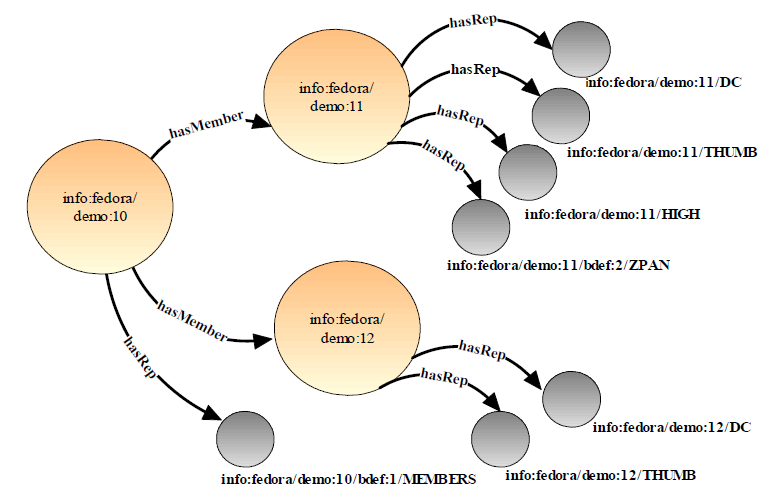 hasRep
info:fedora/demo:11/DC
info:fedora/
demo:11
hasRep
hasMember
hasRep
info:fedora/demo:11/THUMB
hasRep
info:fedora/
demo:10
info:fedora/demo:11/HIGH
info:fedora/demo:11/bdef:2/ZPAN
hasMember
info:fedora/
demo:12
hasRep
hasRep
hasRep
info:fedora/demo:12/DC
info:fedora/demo:10/bdef:1/MEMBERS
info:fedora/demo:12/THUMB